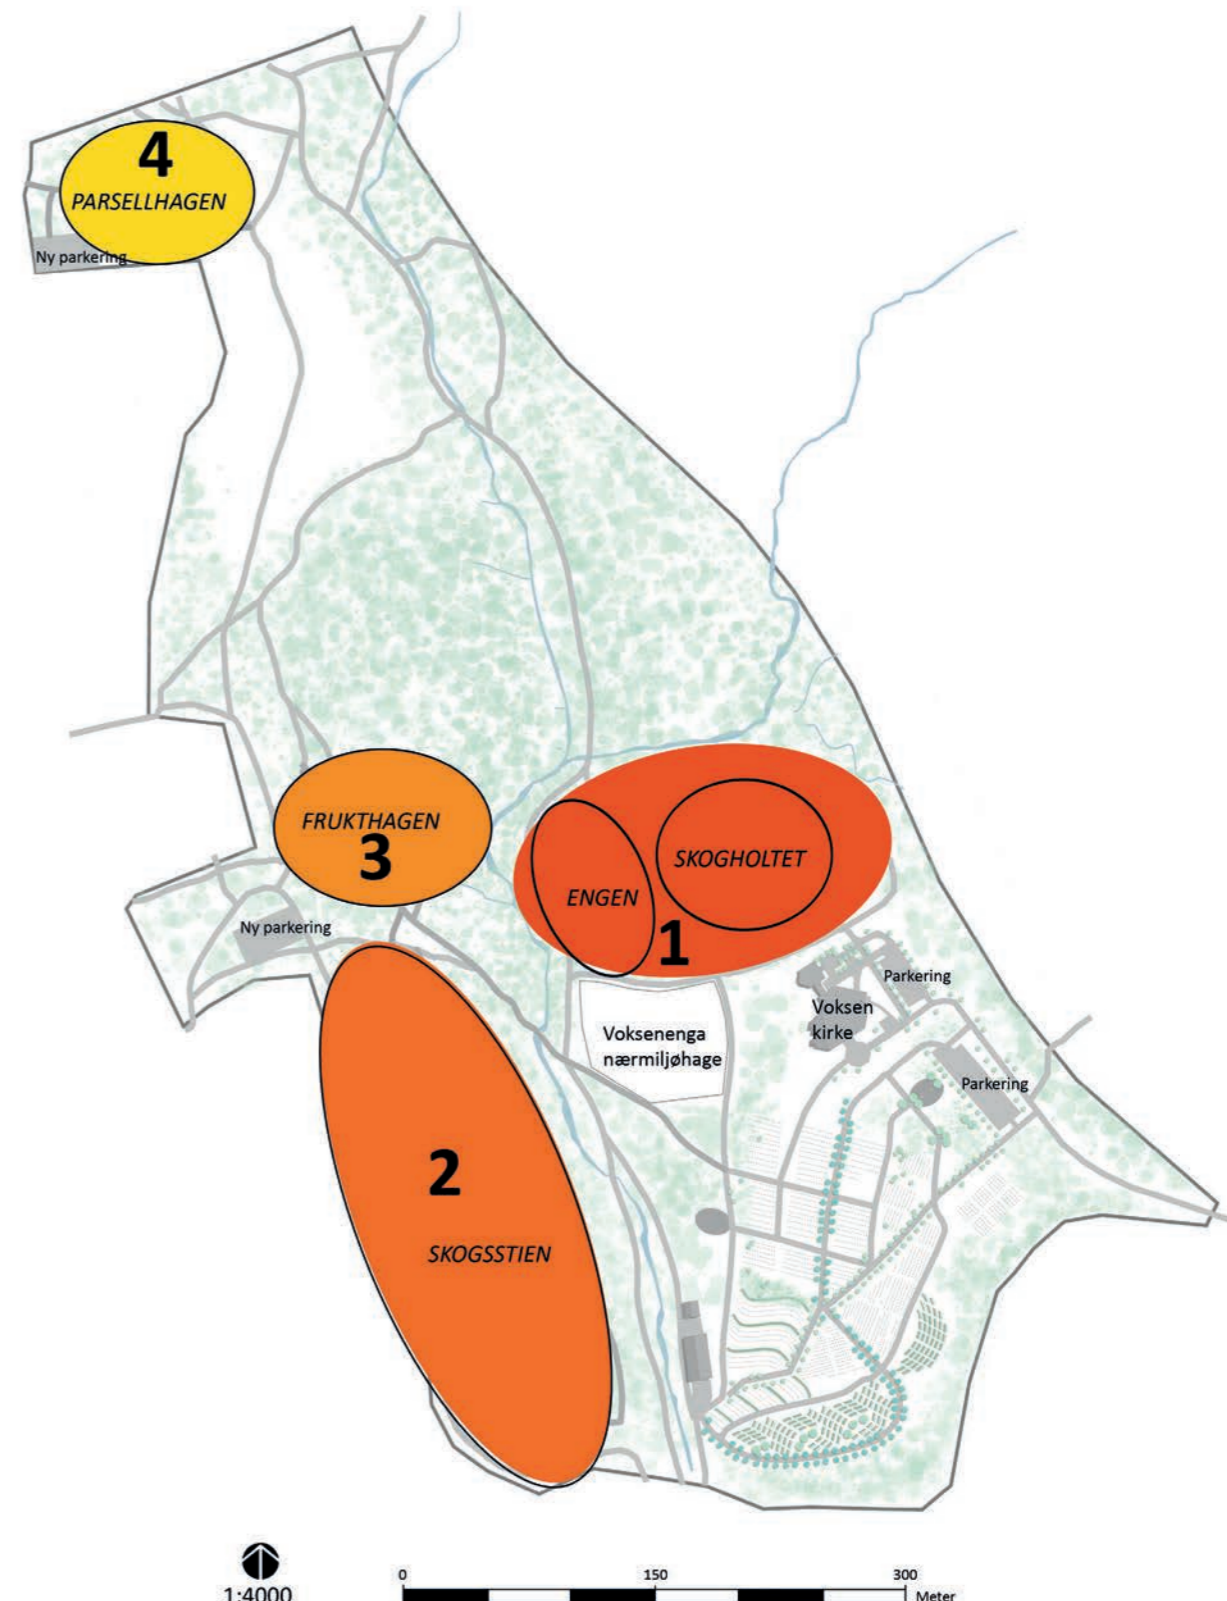 4
PARSELLHAGEN
Ny parkering
FRUKTHAGEN
3
SKOGHOLTET
ENGEN
1
Ny parkering
Parkering
Voksen
kirke
Voksenenga
nærmiljøhage
Parkering
2
SKOGSSTIEN
0
150
300
1:4000
Meter